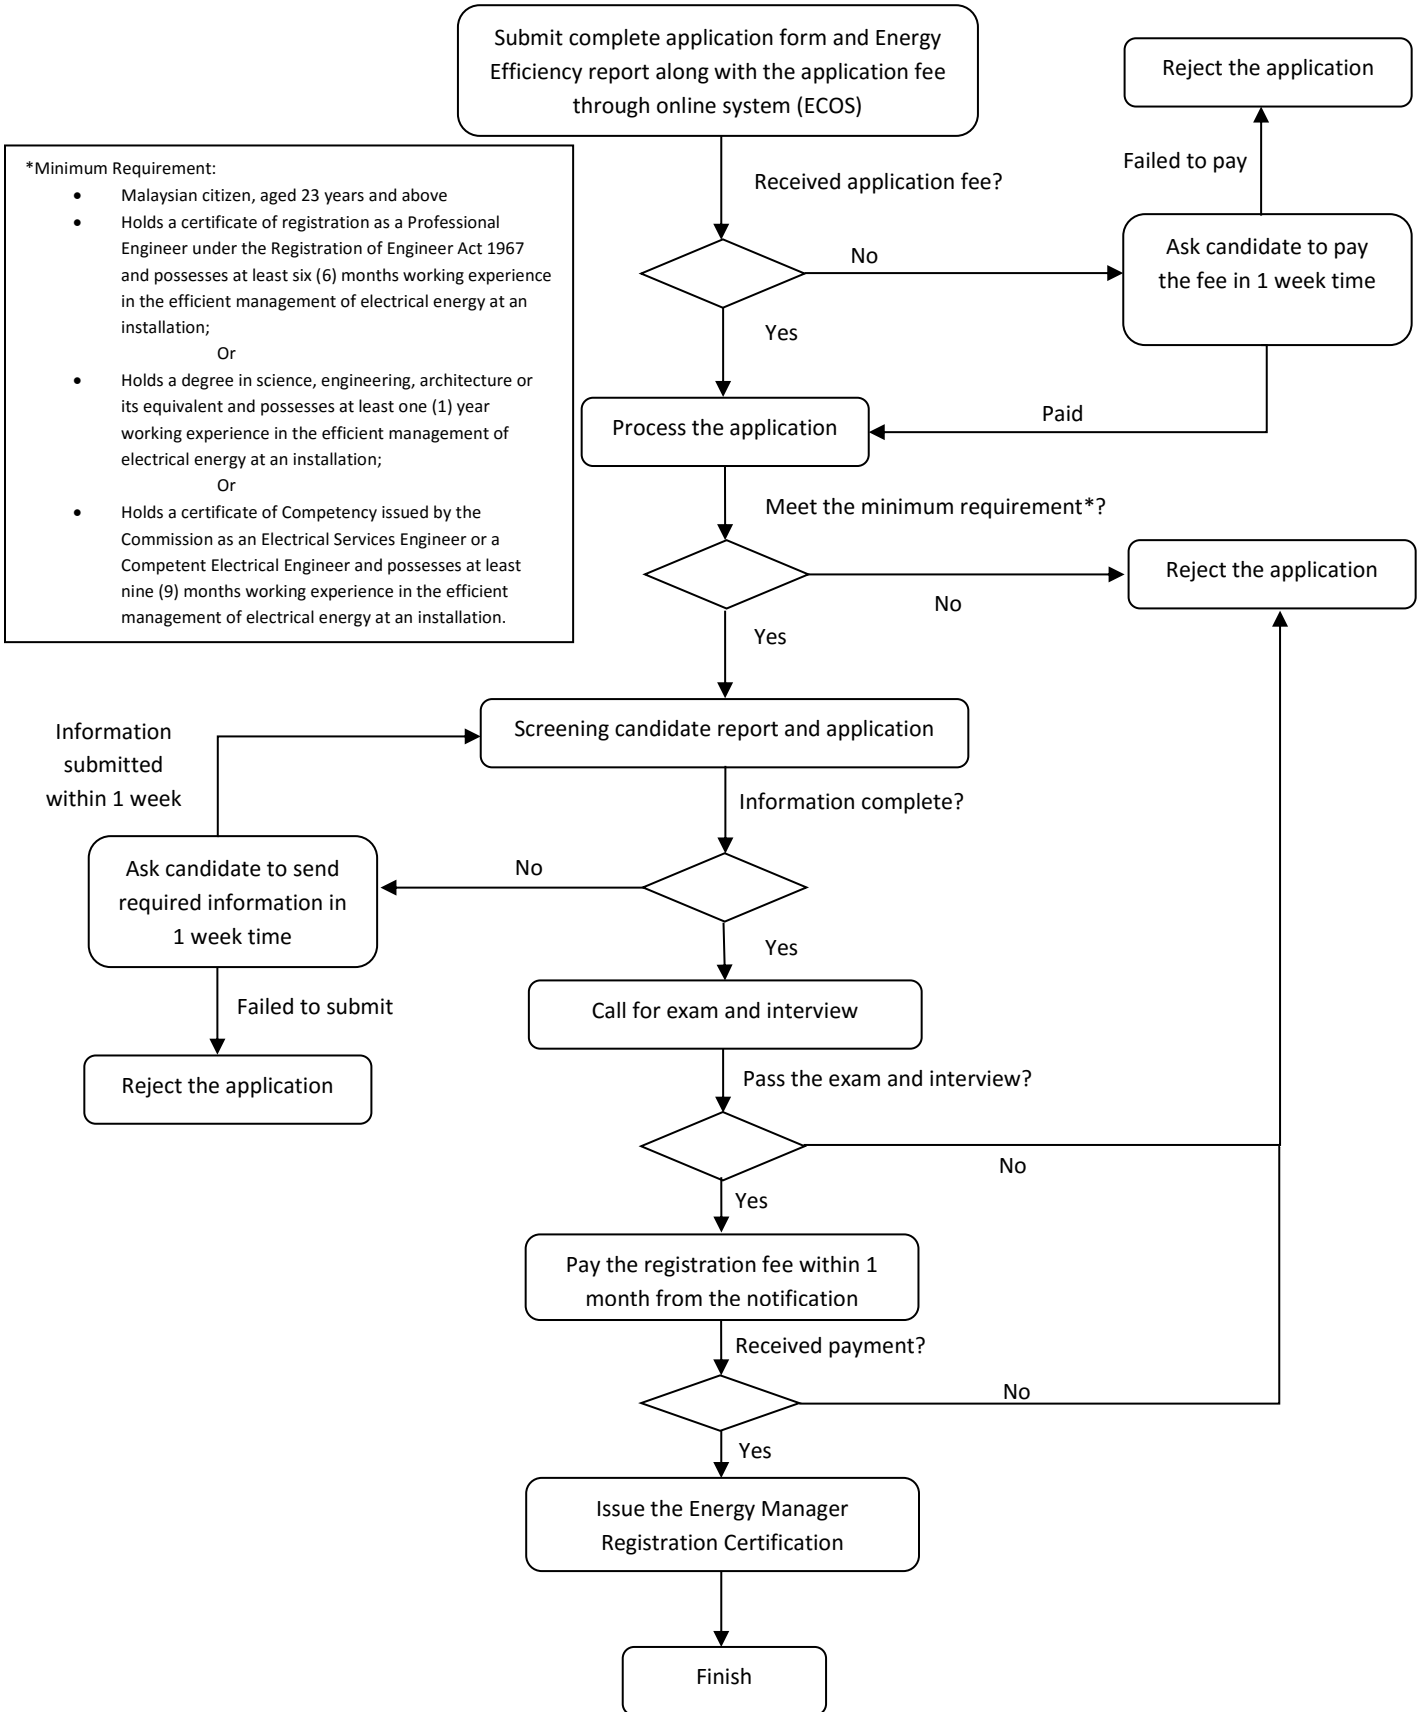 Submit complete application form and Energy
Efficiency report along with the application fee
through online system (ECOS)
Reject the application
Failed to pay
*Minimum Requirement:
• Malaysian citizen, aged 23 years and above
• Holds a certificate of registration as a Professional
Engineer under the Registration of Engineer Act 1967
and possesses at least six (6) months working experience
in the efficient management of electrical energy at an
installation;
Or
• Holds a degree in science, engineering, architecture or
its equivalent and possesses at least one (1) year
working experience in the efficient management of
electrical energy at an installation;
Or
• Holds a certificate of Competency issued by the
Commission as an Electrical Services Engineer or a
Competent Electrical Engineer and possesses at least
nine (9) months working experience in the efficient
management of electrical energy at an installation.
Received application fee?
No
Ask candidate to pay
the fee in 1 week time
Yes
Paid
Process the application
Meet the minimum requirement*?
Reject the application
No
Yes
Screening candidate report and application
Information
submitted
within 1 week
Information complete?
No
Ask candidate to send
required information in
1 week time
Yes
Failed to submit
Call for exam and interview
Reject the application
Pass the exam and interview?
No
Yes
Pay the registration fee within 1
month from the notification
Received payment?
No
Yes
Issue the Energy Manager
Registration Certification
Finish